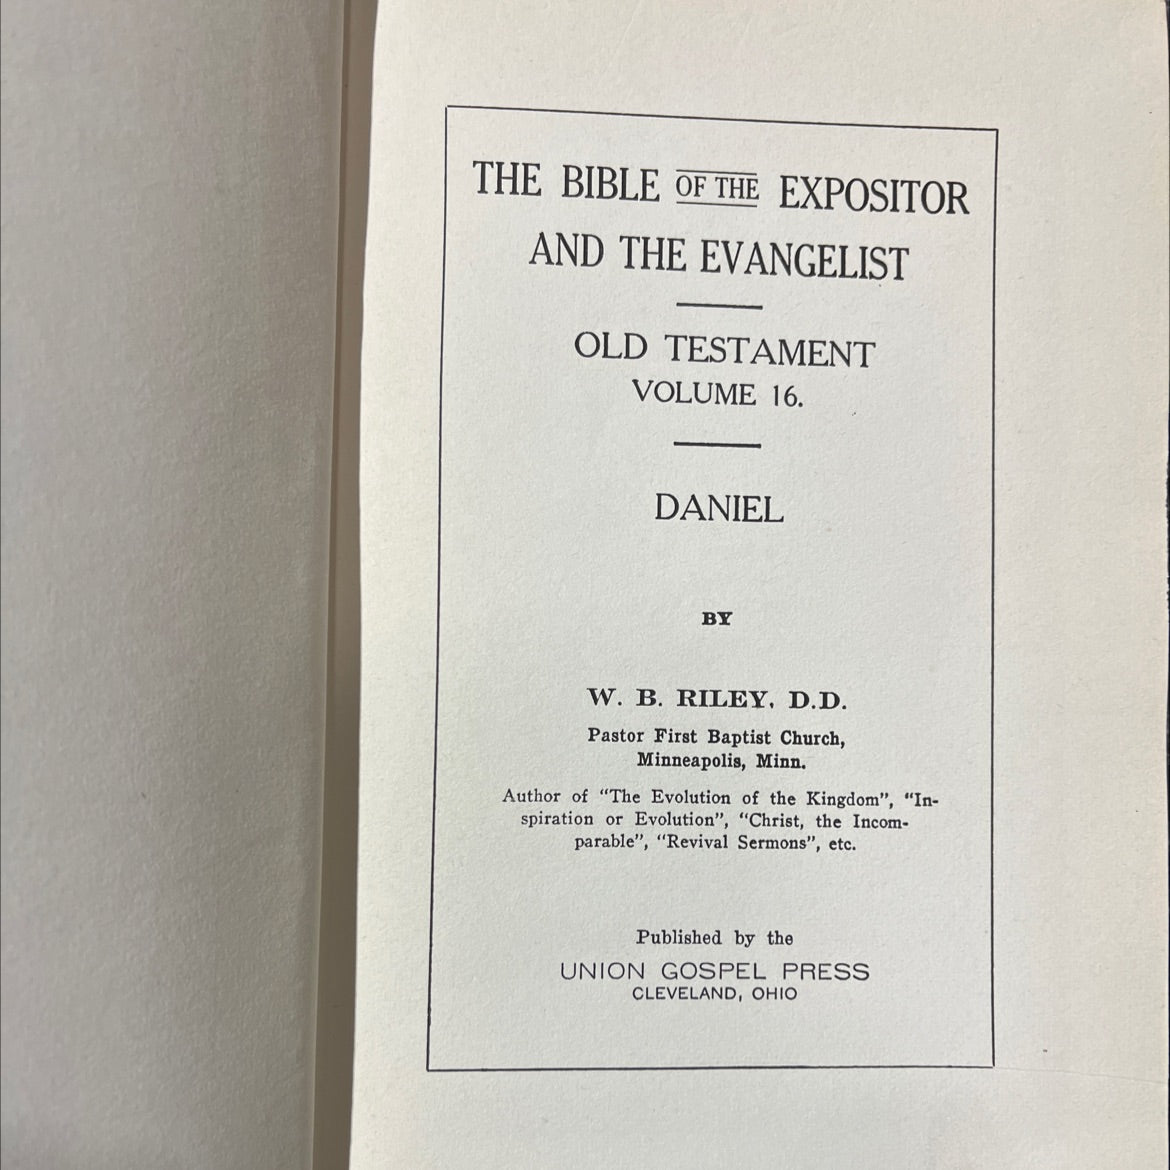 THE BIBLE OF THE EXPOSITOR
AND THE EVANGELIST
OLD TESTAMENT
VOLUME 16.
DANIEL
BY
W. B. RILEY, D.D.
Pastor First Baptist Church,
Minneapolis, Minn.
Author of “The Evolution of the Kingdom”, “In-
spiration or Evolution”, “Christ, the Incom-
parable”, “Revival Sermons”, etc.
Published by the
UNION GOSPEL PRESS
CLEVELAND, OHIO